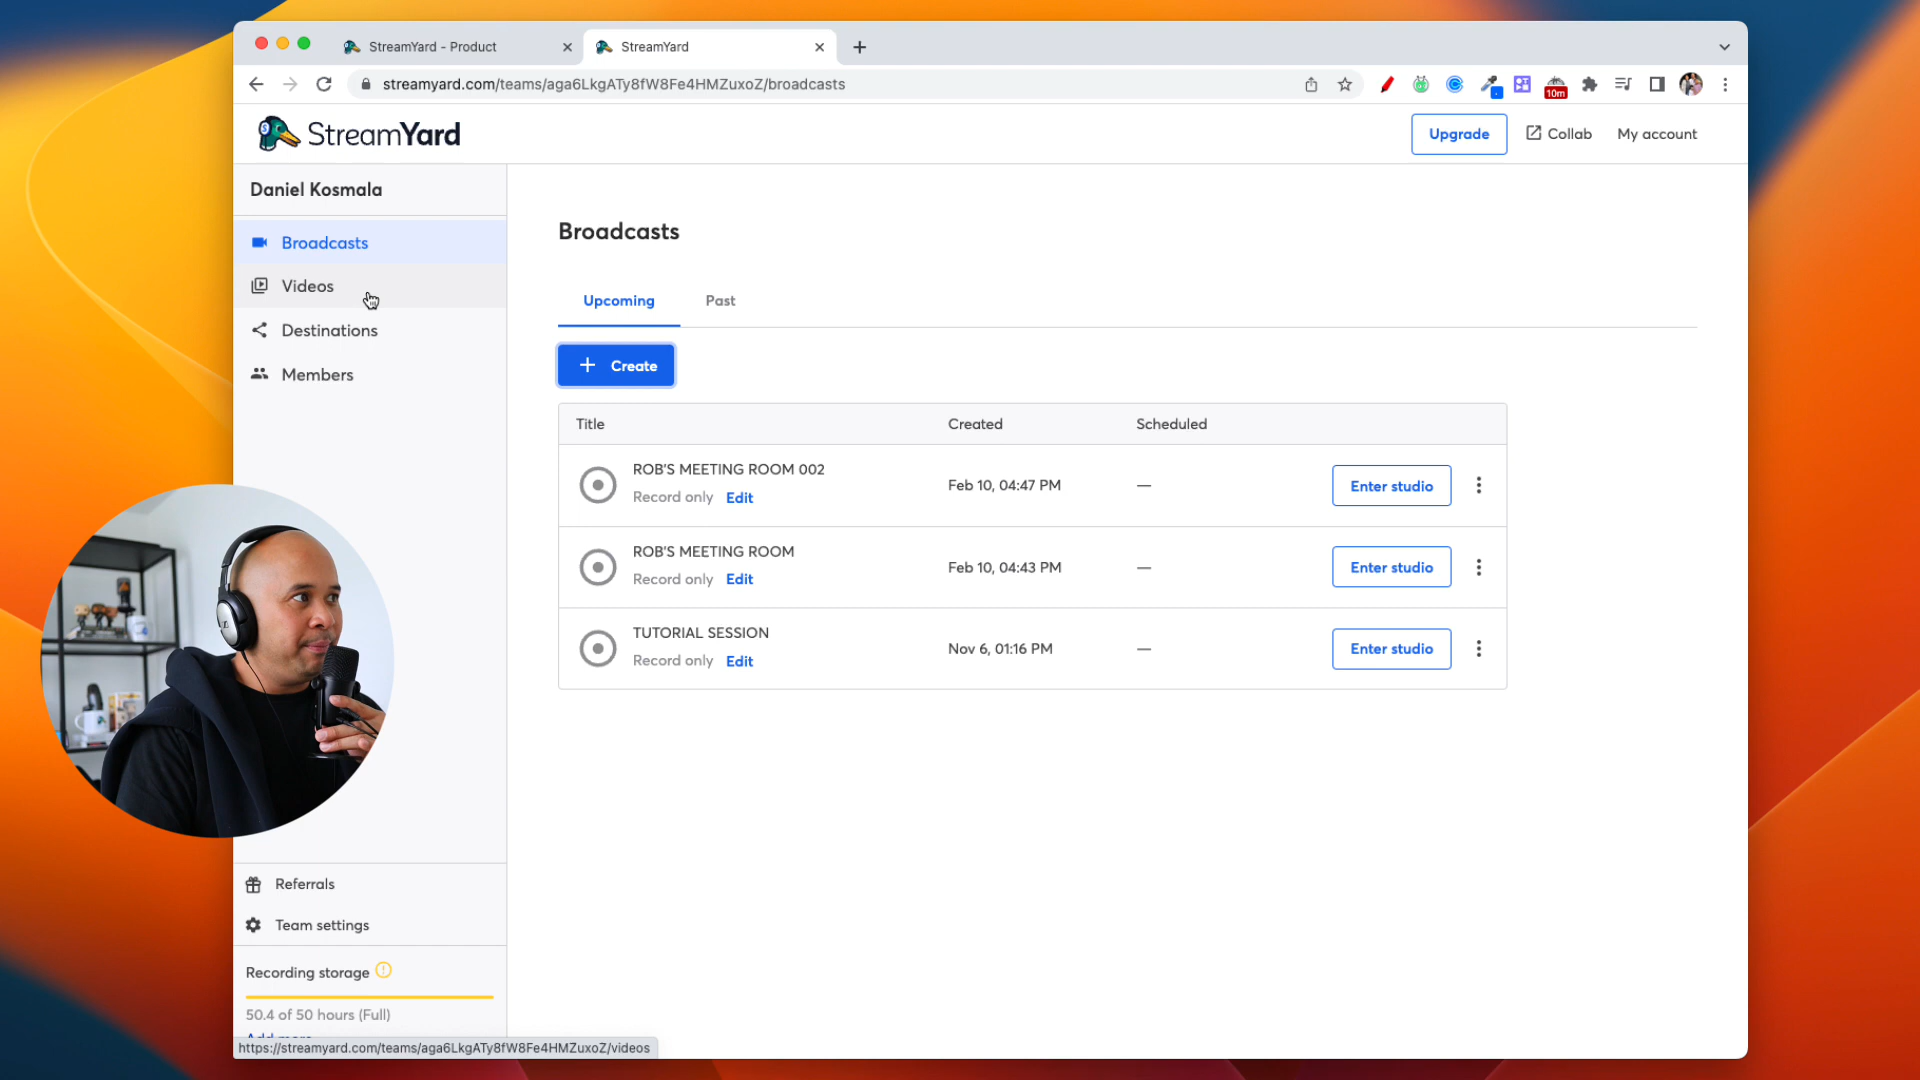 StreamYard - Product
StreamYard
streamyard.com/teams/aga6LkgATy8fW8Fe4HMZuxoZ/broadcasts
10m
StreamYard
Upgrade
Collab
My account
Daniel Kosmala
Broadcasts
Videos
Destinations
Members
Referrals
Team settings
Recording storage
50.4 of 50 hours (Full)
Add more
https://streamyard.com/teams/aga6LkgATy8fW8Fe4HMZuxoZ/videos
Broadcasts
Upcoming Past
+ Create
Title Created Scheduled
ROB'S MEETING ROOM 002
Record only Edit
Feb 10, 04:47 PM — Enter studio
ROB'S MEETING ROOM
Record only Edit
Feb 10, 04:43 PM — Enter studio
TUTORIAL SESSION
Record only Edit
Nov 6, 01:16 PM — Enter studio